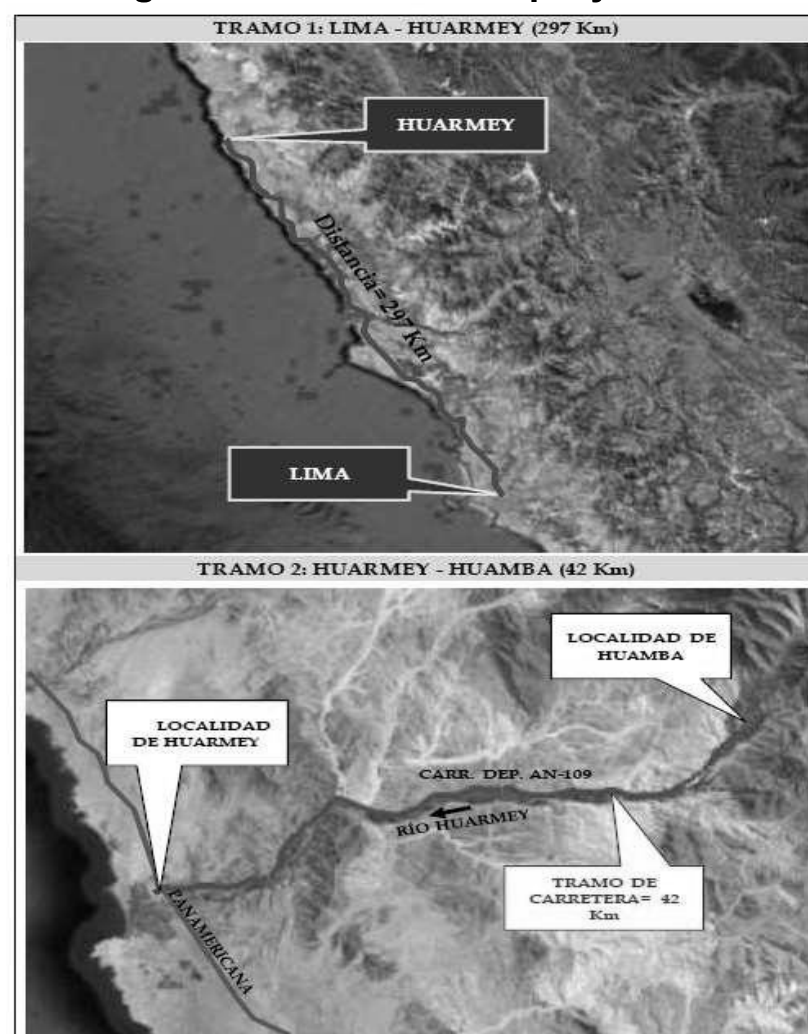 TRAMO 1: LIMA - HUARMEY (297 Km)
HUARMEY
Distancia= 297 Km
LIMA
TRAMO 2: HUARMEY - HUAMBA (42 Km)
LOCALIDAD DE
HUAMBA
LOCALIDAD
DE HUARMEY
CARR. DEP. AN-109
RÍO HUARMEY
TRAMO DE
CARRETERA= 42
Km
PANAMERICANA